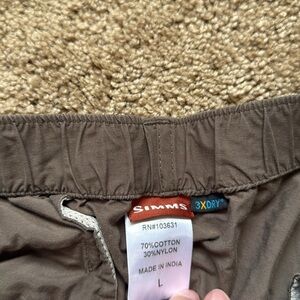 SIMMS
3XDRY®
RN#103631
70%COTTON
30%NYLON
MADE IN INDIA
L